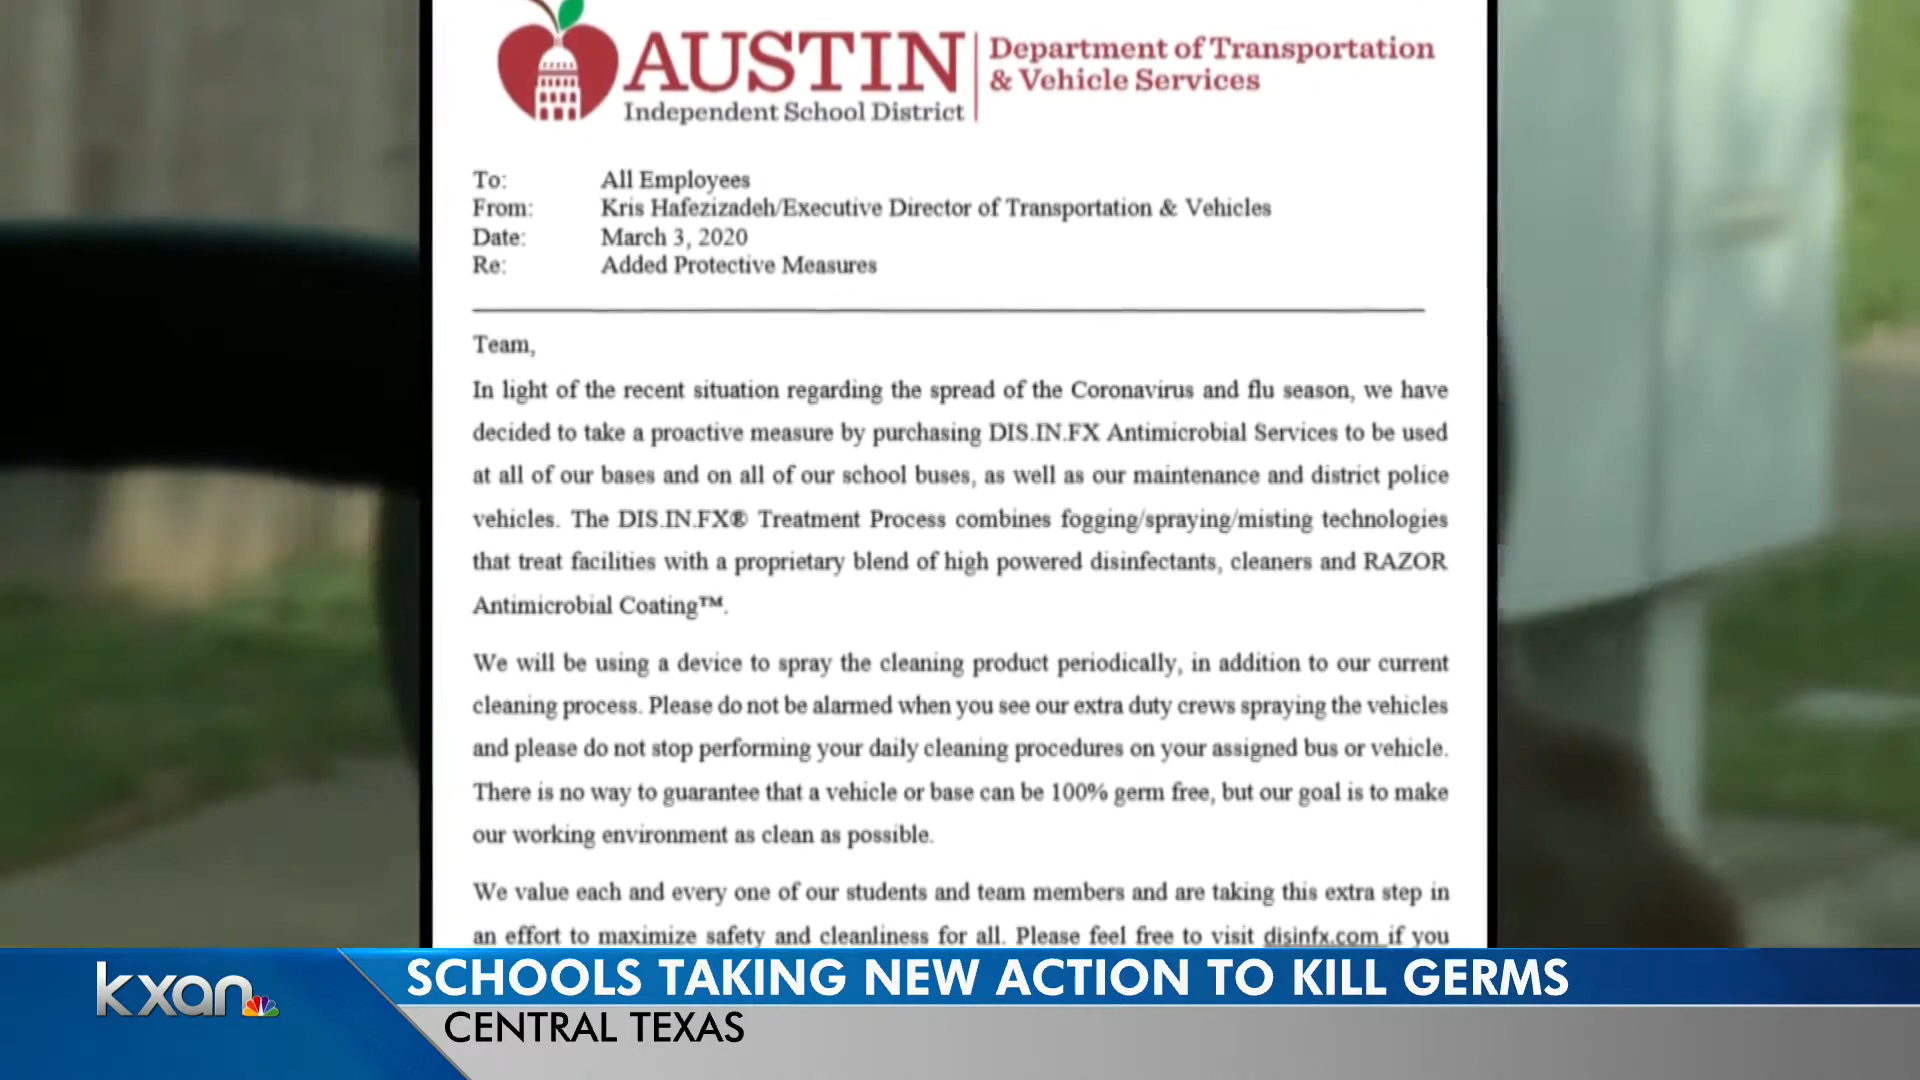 AUSTIN
Independent School District
Department of Transportation
& Vehicle Services
To: All Employees
From: Kris Hafezizadeh/Executive Director of Transportation & Vehicles
Date: March 3, 2020
Re: Added Protective Measures
Team,
In light of the recent situation regarding the spread of the Coronavirus and flu season, we have
decided to take a proactive measure by purchasing DIS.IN.FX Antimicrobial Services to be used
at all of our bases and on all of our school buses, as well as our maintenance and district police
vehicles. The DIS.IN.FX® Treatment Process combines fogging/spraying/misting technologies
that treat facilities with a proprietary blend of high powered disinfectants, cleaners and RAZOR
Antimicrobial Coating™.
We will be using a device to spray the cleaning product periodically, in addition to our current
cleaning process. Please do not be alarmed when you see our extra duty crews spraying the vehicles
and please do not stop performing your daily cleaning procedures on your assigned bus or vehicle.
There is no way to guarantee that a vehicle or base can be 100% germ free, but our goal is to make
our working environment as clean as possible.
We value each and every one of our students and team members and are taking this extra step in
an effort to maximize safety and cleanliness for all. Please feel free to visit disinfx.com if you
kxan
SCHOOLS TAKING NEW ACTION TO KILL GERMS
CENTRAL TEXAS